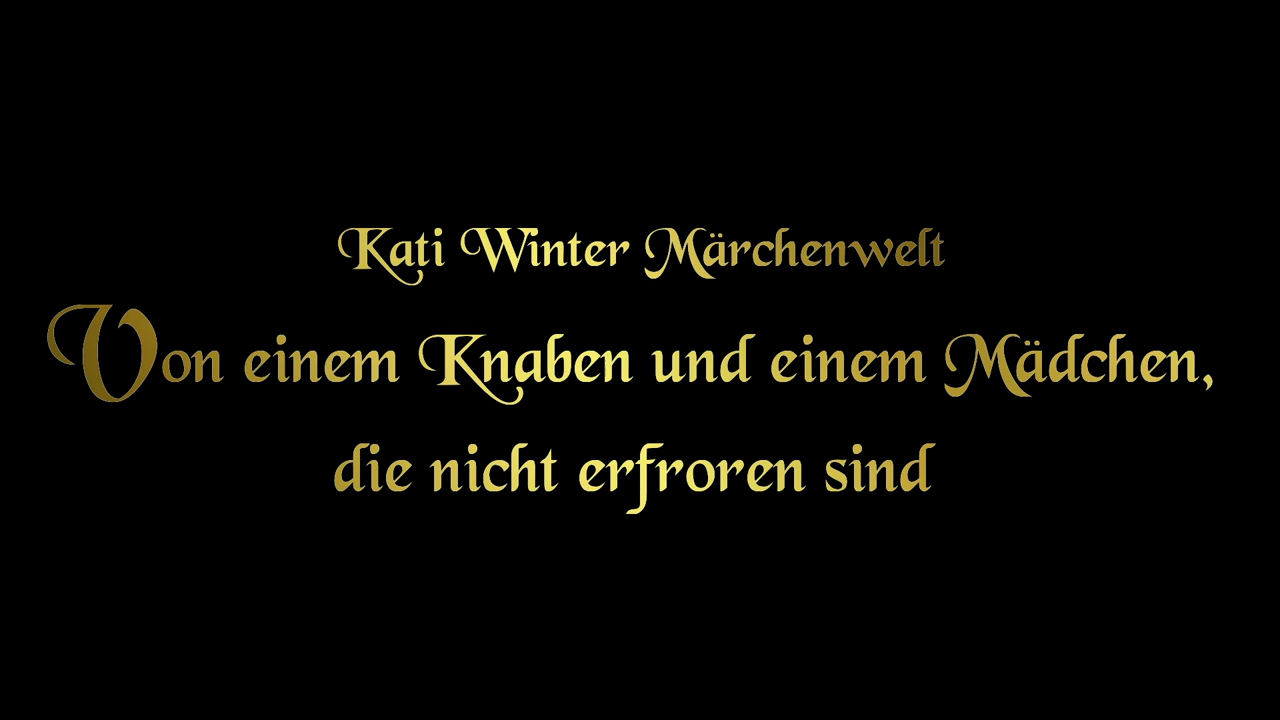 Kati Winter Märchenwelt
Von einem Knaben und einem Mädchen,
die nicht erfroren sind